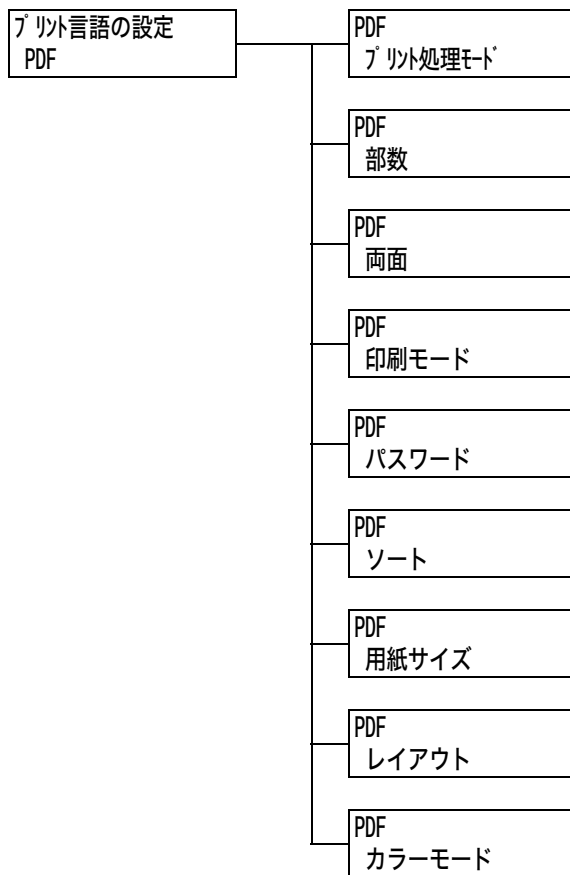 ﾌﾟﾘﾝﾄ言語の設定
PDF
PDF
ﾌﾟﾘﾝﾄ処理ﾓｰﾄﾞ
PDF
部数
PDF
両面
PDF
印刷モード
PDF
パスワード
PDF
ソート
PDF
用紙サイズ
PDF
レイアウト
PDF
カラーモード